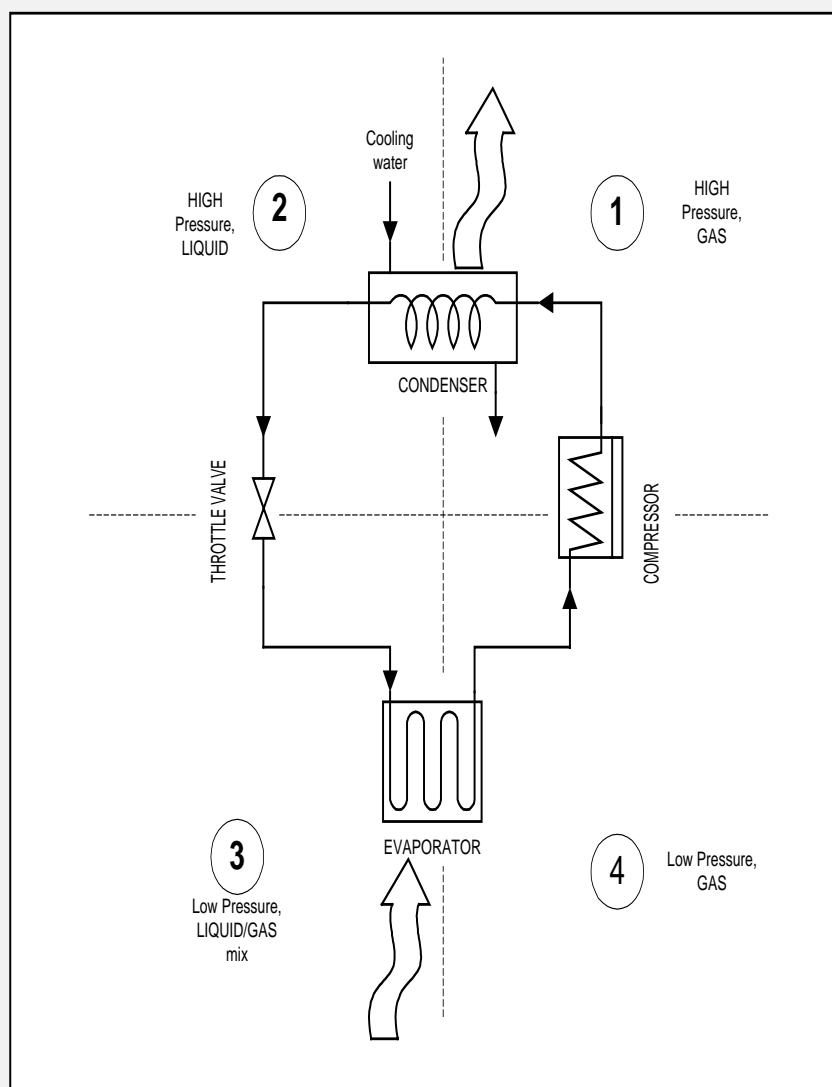 Cooling
water
HIGH
Pressure,
LIQUID
2
1
HIGH
Pressure,
GAS
CONDENSER
THROTTLE VALVE
COMPRESSOR
EVAPORATOR
3
Low Pressure,
LIQUID/GAS
mix
4
Low Pressure,
GAS